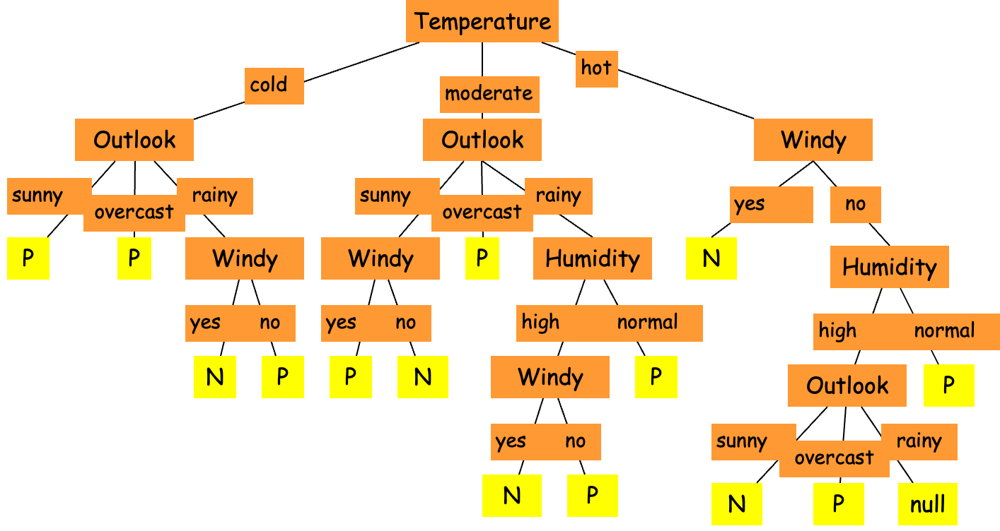 Temperature
cold
moderate
hot
Outlook
Outlook
Windy
sunny
overcast
rainy
sunny
overcast
rainy
yes
no
P
P
Windy
Windy
P
Humidity
N
Humidity
yes no
yes no
high normal
high normal
N
P
P
N
Windy
P
Outlook
P
yes no
sunny
overcast
rainy
N
P
N
P
null